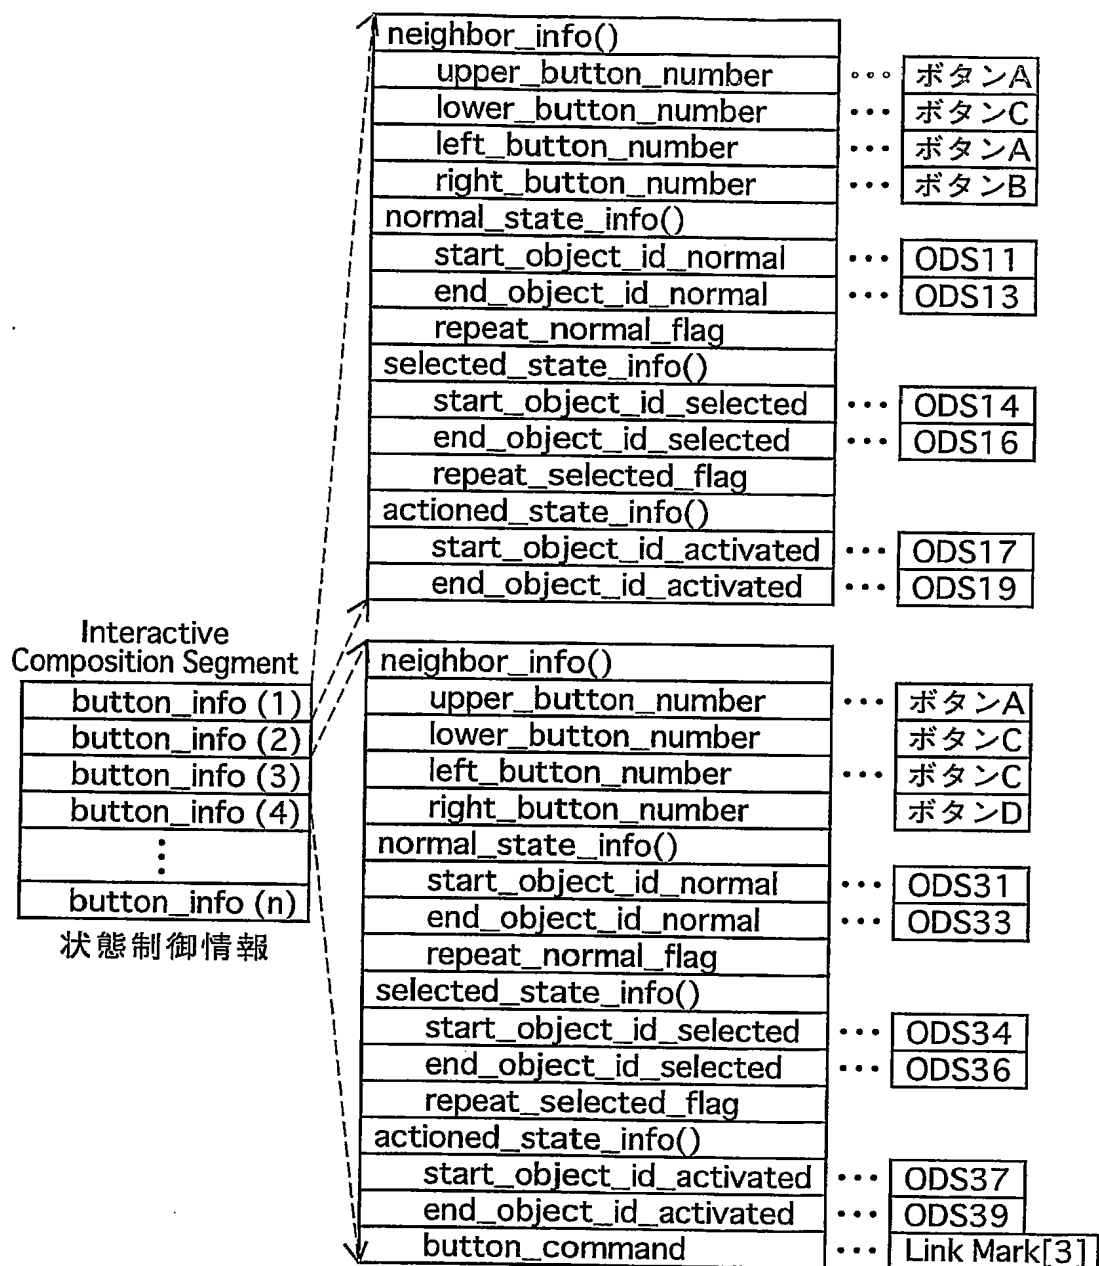 neighbor_info()
upper_button_number ••• ボタンA
lower_button_number ••• ボタンC
left_button_number ••• ボタンA
right_button_number ••• ボタンB
normal_state_info()
start_object_id_normal ••• ODS11
end_object_id_normal ••• ODS13
repeat_normal_flag
selected_state_info()
start_object_id_selected ••• ODS14
end_object_id_selected ••• ODS16
repeat_selected_flag
actioned_state_info()
start_object_id_activated ••• ODS17
end_object_id_activated ••• ODS19
Interactive
Composition Segment
button_info (1)
button_info (2)
button_info (3)
button_info (4)
button_info (n)
状態制御情報
neighbor_info()
upper_button_number ••• ボタンA
lower_button_number ボタンC
left_button_number ••• ボタンC
right_button_number ボタンD
normal_state_info()
start_object_id_normal ••• ODS31
end_object_id_normal ••• ODS33
repeat_normal_flag
selected_state_info()
start_object_id_selected ••• ODS34
end_object_id_selected ••• ODS36
repeat_selected_flag
actioned_state_info()
start_object_id_activated ••• ODS37
end_object_id_activated ••• ODS39
button_command ••• Link Mark[3]